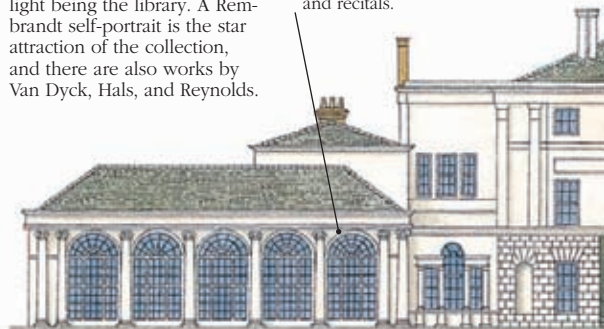 light being the library. A Rem-
brandt self-portrait is the star
attraction of the collection,
and there are also works by
Van Dyck, Hals, and Reynolds.
and recitals.